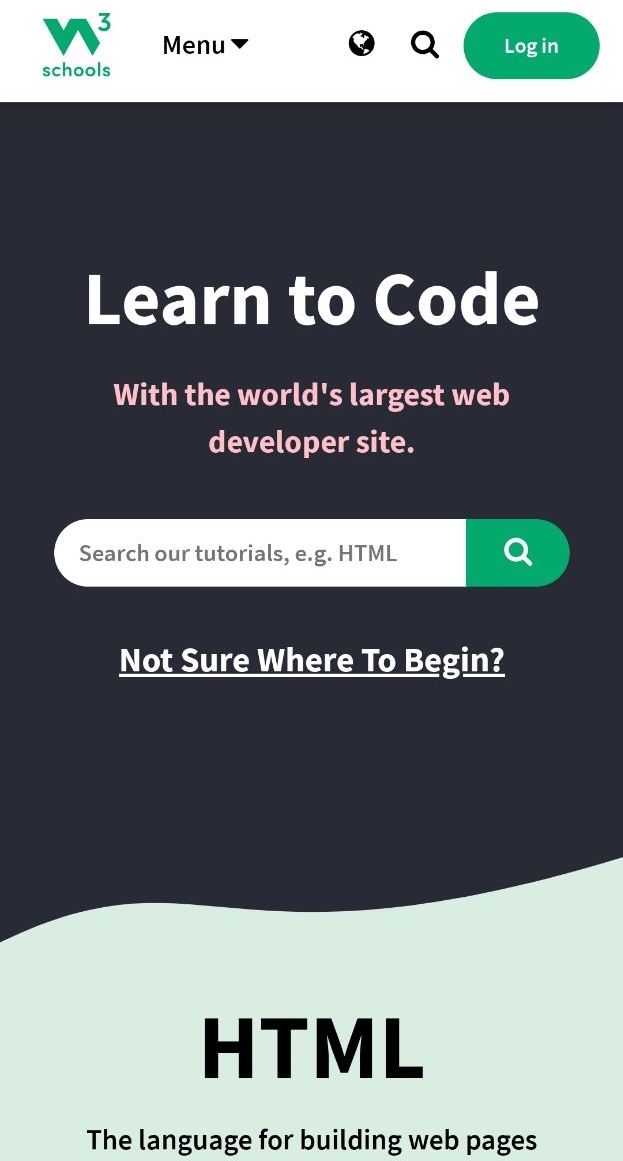 W3
schools
Menu
Log in
Learn to Code
With the world's largest web
developer site.
Search our tutorials, e.g. HTML
Not Sure Where To Begin?
HTML
The language for building web pages